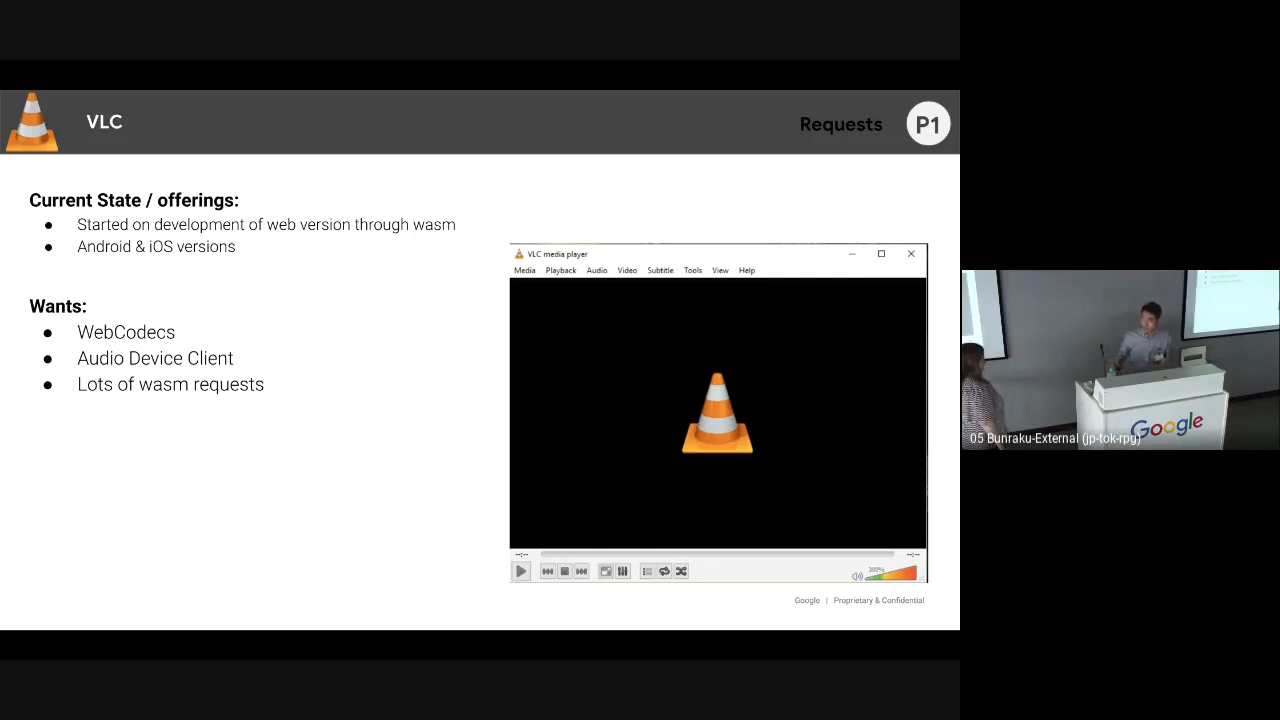 VLC
Requests
P1
Current State / offerings:
● Started on development of web version through wasm
● Android & iOS versions
Wants:
● WebCodecs
● Audio Device Client
● Lots of wasm requests
VLC media player
Media Playback Audio Video Subtitle Tools View Help
--:-- --:--
300%
Google | Proprietary & Confidential
Google
05 Bunraku-External (jp-tok-rpg)